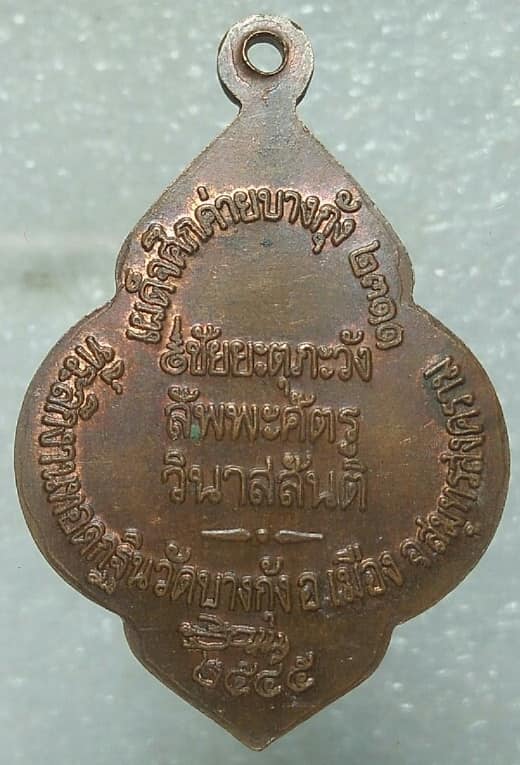 เผด็จศึกค่ายบางกุ้ง ๒๓๑๑
ชัยยะตุภะวัง
สัพพะศัตรู
วินาสสันติ
ที่ระลึกงานทอดกฐินวัดบางกุ้ง อ.เมือง จ.สมุทรสงคราม
๒๕๔๕